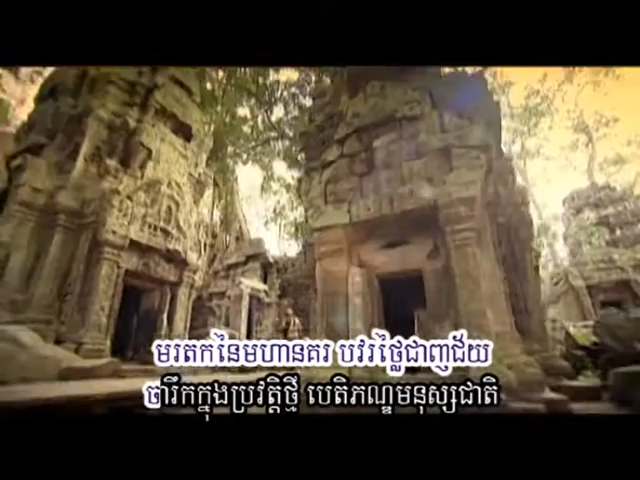 មរតកនៃមហានគរ បវរថ្លៃជាញជ័យ
ចារឹកក្នុងប្រវត្តិថ្មី បេតិភណ្ឌមនុស្សជាតិ